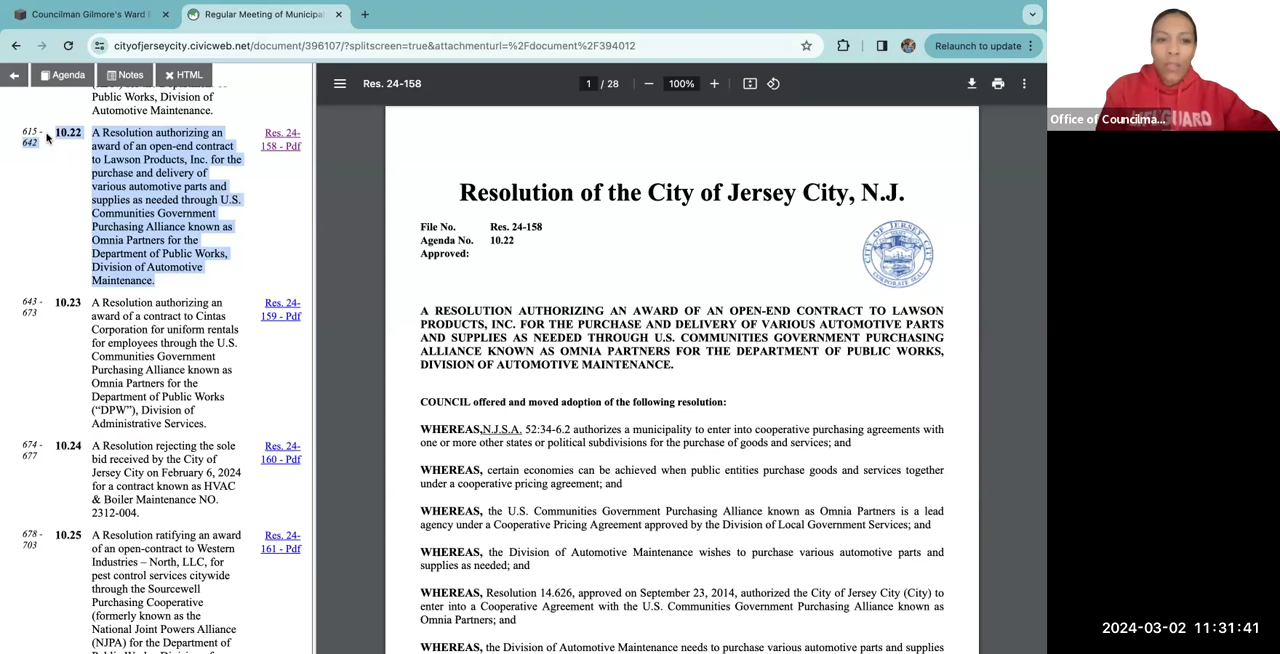 Councilman Gilmore's Ward
Regular Meeting of Municipal
cityofjerseycity.civicweb.net/document/396107/?splitscreen=true&attachmenturl=%2Fdocument%2F394012
Relaunch to update
Agenda
Notes
HTML
Res. 24-158
1 / 28
100%
Public Works, Division of
Automotive Maintenance.
615 -
642
10.22
A Resolution authorizing an
award of an open-end contract
to Lawson Products, Inc. for the
purchase and delivery of
various automotive parts and
supplies as needed through U.S.
Communities Government
Purchasing Alliance known as
Omnia Partners for the
Department of Public Works,
Division of Automotive
Maintenance.
Res. 24-
158 - Pdf
643 -
673
10.23
A Resolution authorizing an
award of a contract to Cintas
Corporation for uniform rentals
for employees through the U.S.
Communities Government
Purchasing Alliance known as
Omnia Partners for the
Department of Public Works
(“DPW”), Division of
Administrative Services.
Res. 24-
159 - Pdf
674 -
677
10.24
A Resolution rejecting the sole
bid received by the City of
Jersey City on February 6, 2024
for a contract known as HVAC
& Boiler Maintenance NO.
2312-004.
Res. 24-
160 - Pdf
678 -
703
10.25
A Resolution ratifying an award
of an open-contract to Western
Industries – North, LLC, for
pest control services citywide
through the Sourcewell
Purchasing Cooperative
(formerly known as the
National Joint Powers Alliance
(NJPA) for the Department of
Res. 24-
161 - Pdf
Resolution of the City of Jersey City, N.J.
File No. Res. 24-158
Agenda No. 10.22
Approved:
A RESOLUTION AUTHORIZING AN AWARD OF AN OPEN-END CONTRACT TO LAWSON
PRODUCTS, INC. FOR THE PURCHASE AND DELIVERY OF VARIOUS AUTOMOTIVE PARTS
AND SUPPLIES AS NEEDED THROUGH U.S. COMMUNITIES GOVERNMENT PURCHASING
ALLIANCE KNOWN AS OMNIA PARTNERS FOR THE DEPARTMENT OF PUBLIC WORKS,
DIVISION OF AUTOMOTIVE MAINTENANCE.
COUNCIL offered and moved adoption of the following resolution:
WHEREAS,N.J.S.A. 52:34-6.2 authorizes a municipality to enter into cooperative purchasing agreements with
one or more other states or political subdivisions for the purchase of goods and services; and
WHEREAS, certain economies can be achieved when public entities purchase goods and services together
under a cooperative pricing agreement; and
WHEREAS, the U.S. Communities Government Purchasing Alliance known as Omnia Partners is a lead
agency under a Cooperative Pricing Agreement approved by the Division of Local Government Services; and
WHEREAS, the Division of Automotive Maintenance wishes to purchase various automotive parts and
supplies as needed; and
WHEREAS, Resolution 14.626, approved on September 23, 2014, authorized the City of Jersey City (City) to
enter into a Cooperative Agreement with the U.S. Communities Government Purchasing Alliance known as
Omnia Partners; and
WHEREAS, the Division of Automotive Maintenance needs to purchase various automotive parts and supplies
Office of Councilma...
2024-03-02 11:31:41